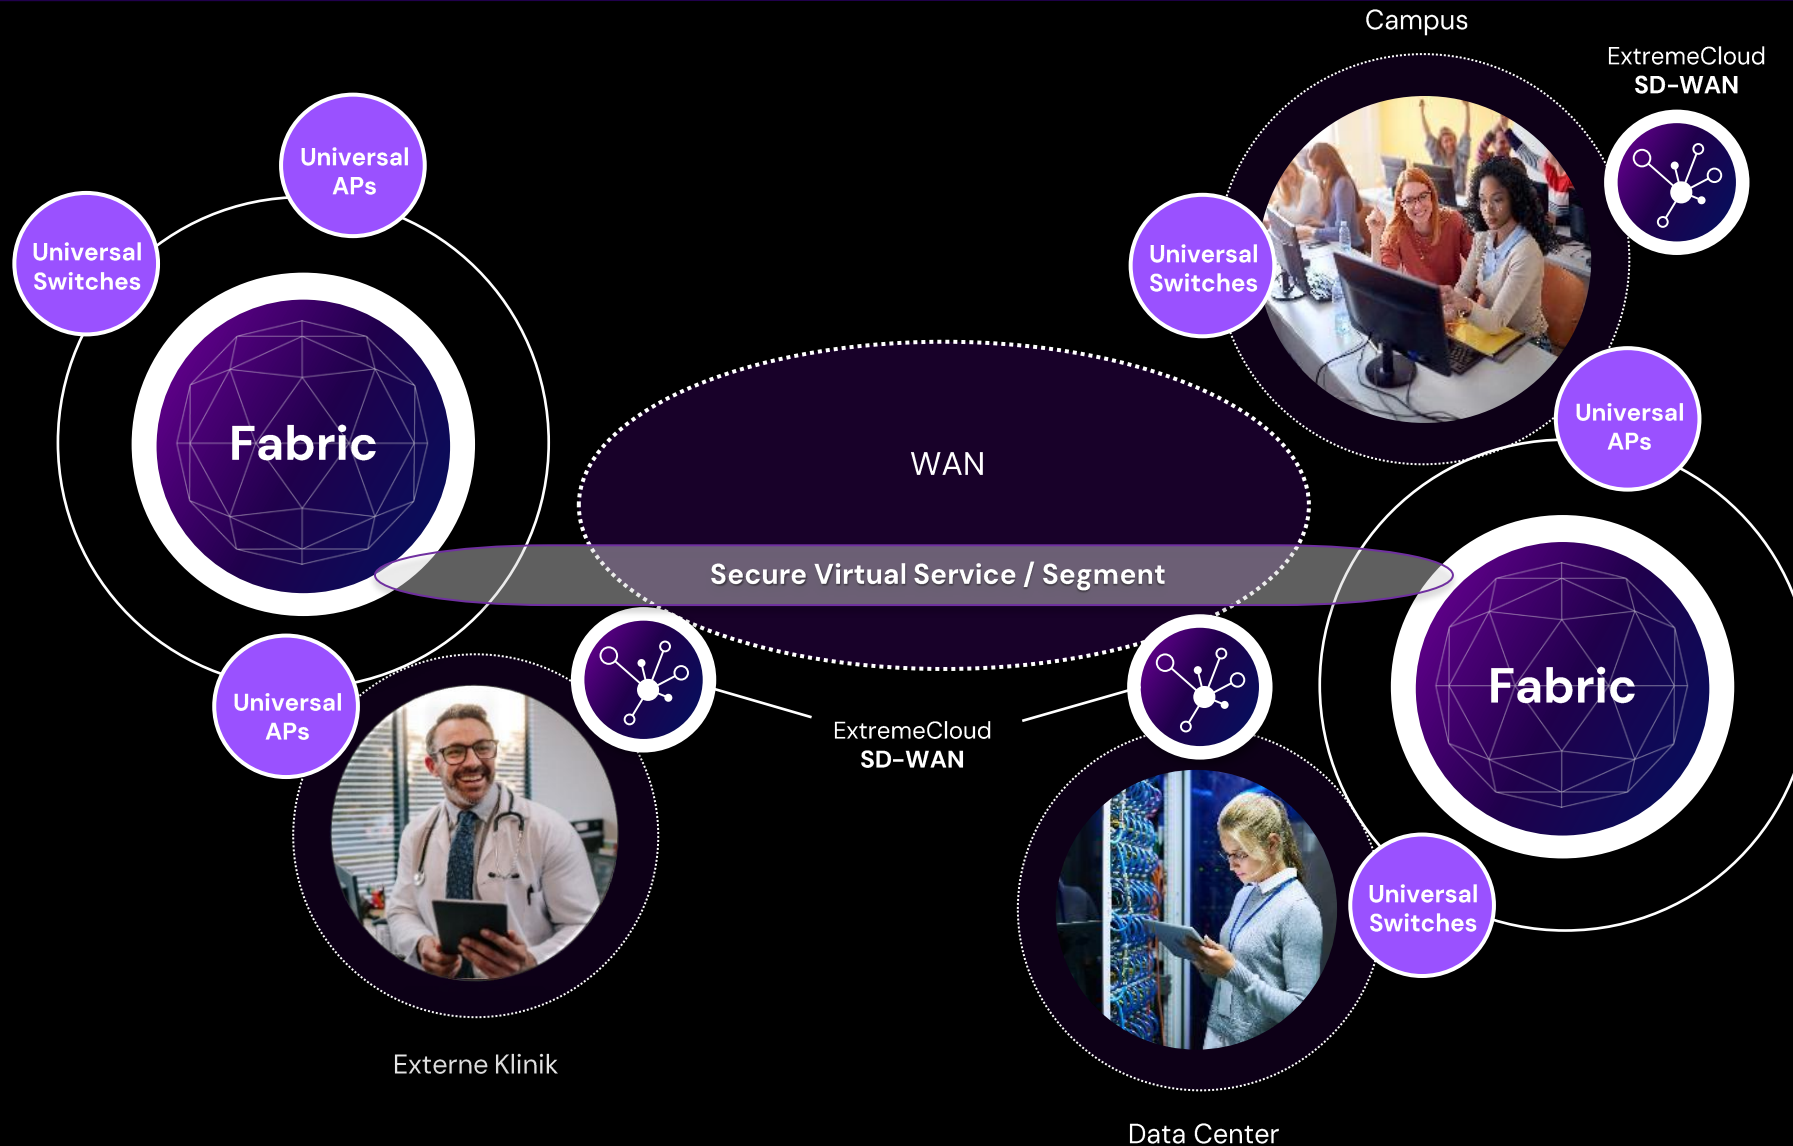 Campus
ExtremeCloud
SD-WAN
Universal
APs
Universal
Switches
Universal
Switches
Fabric
WAN
Universal
APs
Secure Virtual Service / Segment
Fabric
Universal
APs
ExtremeCloud
SD-WAN
Universal
Switches
Externe Klinik
Data Center